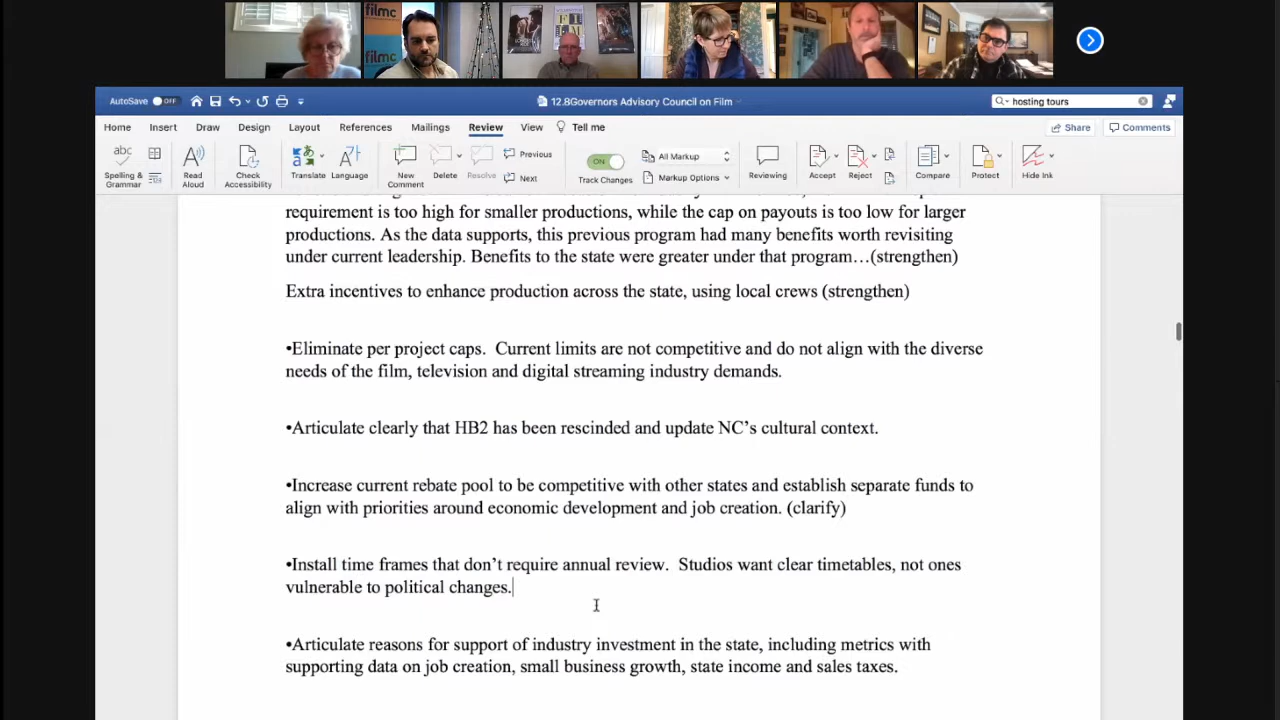 filmc
filmc
AutoSave OFF
12.8Governors Advisory Council on Film
hosting tours
Home Insert Draw Design Layout References Mailings Review View Tell me
Share Comments
Spelling & Grammar
Read Aloud
Check Accessibility
Translate
Language
New Comment
Delete
Resolve
Previous
Next
ON
Track Changes
All Markup
Markup Options
Reviewing
Accept
Reject
Compare
Protect
Hide Ink
requirement is too high for smaller productions, while the cap on payouts is too low for larger
productions. As the data supports, this previous program had many benefits worth revisiting
under current leadership. Benefits to the state were greater under that program…(strengthen)
Extra incentives to enhance production across the state, using local crews (strengthen)
•Eliminate per project caps.  Current limits are not competitive and do not align with the diverse
needs of the film, television and digital streaming industry demands.
•Articulate clearly that HB2 has been rescinded and update NC’s cultural context.
•Increase current rebate pool to be competitive with other states and establish separate funds to
align with priorities around economic development and job creation. (clarify)
•Install time frames that don’t require annual review.  Studios want clear timetables, not ones
vulnerable to political changes.
•Articulate reasons for support of industry investment in the state, including metrics with
supporting data on job creation, small business growth, state income and sales taxes.